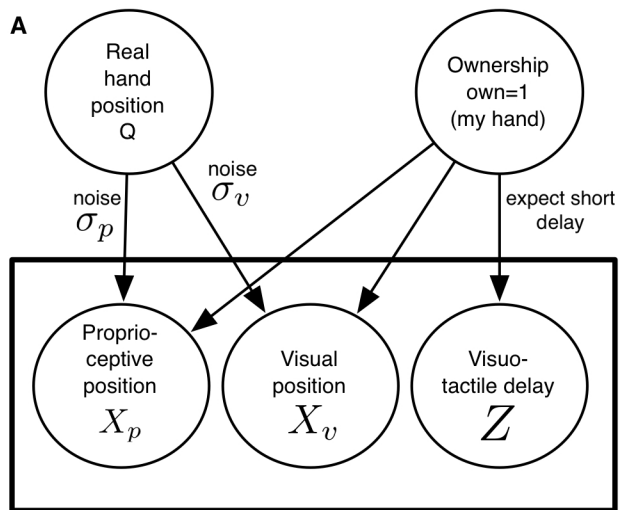 A
Real
hand
position
Q
Ownership
own=1
(my hand)
noise
σp
noise
σv
expect short
delay
Proprio-
ceptive
position
Xp
Visual
position
Xv
Visuo-
tactile delay
Z